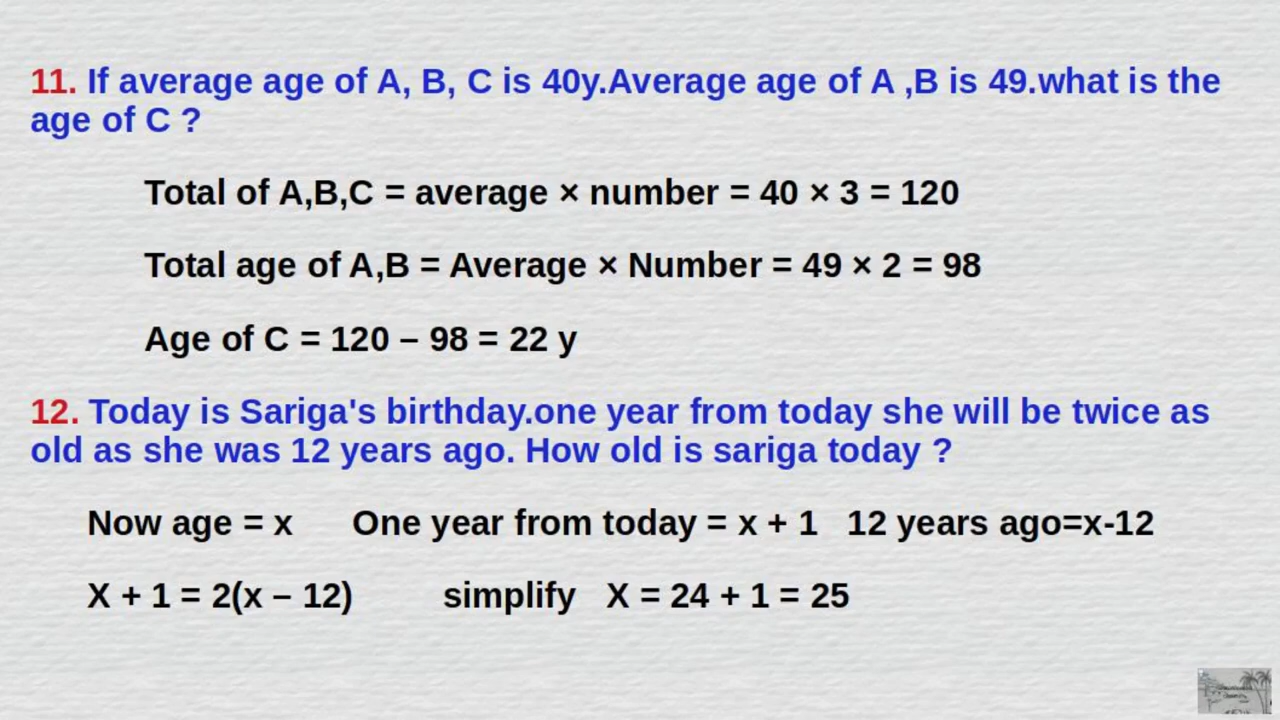 11. If average age of A, B, C is 40y.Average age of A ,B is 49.what is the
age of C ?
Total of A,B,C = average × number = 40 × 3 = 120
Total age of A,B = Average × Number = 49 × 2 = 98
Age of C = 120 – 98 = 22 y
12. Today is Sariga's birthday.one year from today she will be twice as
old as she was 12 years ago. How old is sariga today ?
Now age = x One year from today = x + 1 12 years ago=x-12
X + 1 = 2(x – 12) simplify X = 24 + 1 = 25